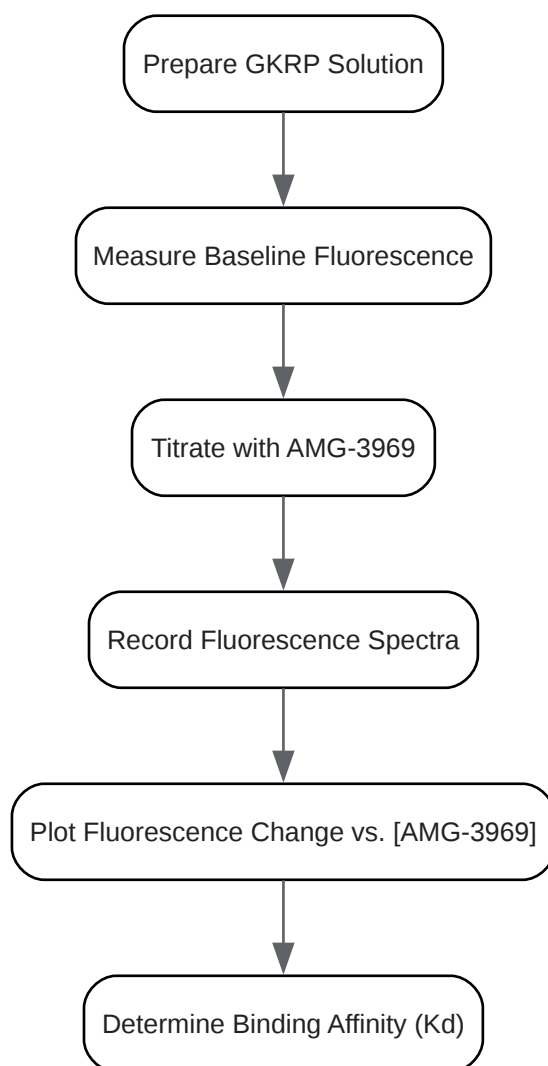 Prepare GKRP Solution
Measure Baseline Fluorescence
Titrate with AMG-3969
Record Fluorescence Spectra
Plot Fluorescence Change vs. [AMG-3969]
Determine Binding Affinity (Kd)